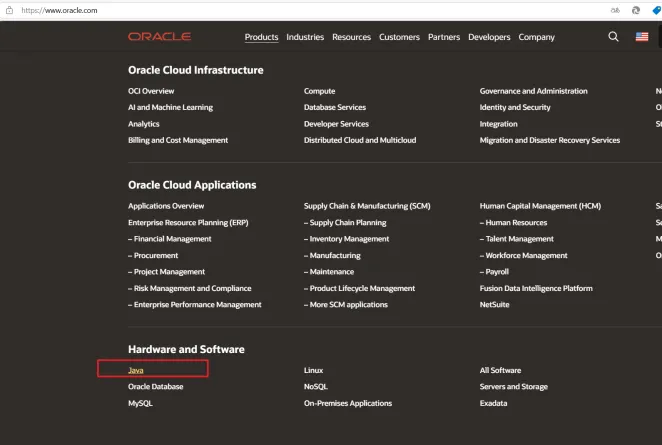 https://www.oracle.com
ORACLE Products Industries Resources Customers Partners Developers Company
Oracle Cloud Infrastructure
OCI Overview Compute Governance and Administration
AI and Machine Learning Database Services Identity and Security
Analytics Developer Services Integration
Billing and Cost Management Distributed Cloud and Multicloud Migration and Disaster Recovery Services
Oracle Cloud Applications
Applications Overview Supply Chain & Manufacturing (SCM) Human Capital Management (HCM)
Enterprise Resource Planning (ERP) – Supply Chain Planning – Human Resources
– Financial Management – Inventory Management – Talent Management
– Procurement – Manufacturing – Workforce Management
– Project Management – Maintenance – Payroll
– Risk Management and Compliance – Product Lifecycle Management Fusion Data Intelligence Platform
– Enterprise Performance Management – More SCM applications NetSuite
Hardware and Software
Java Linux All Software
Oracle Database NoSQL Servers and Storage
MySQL On-Premises Applications Exadata